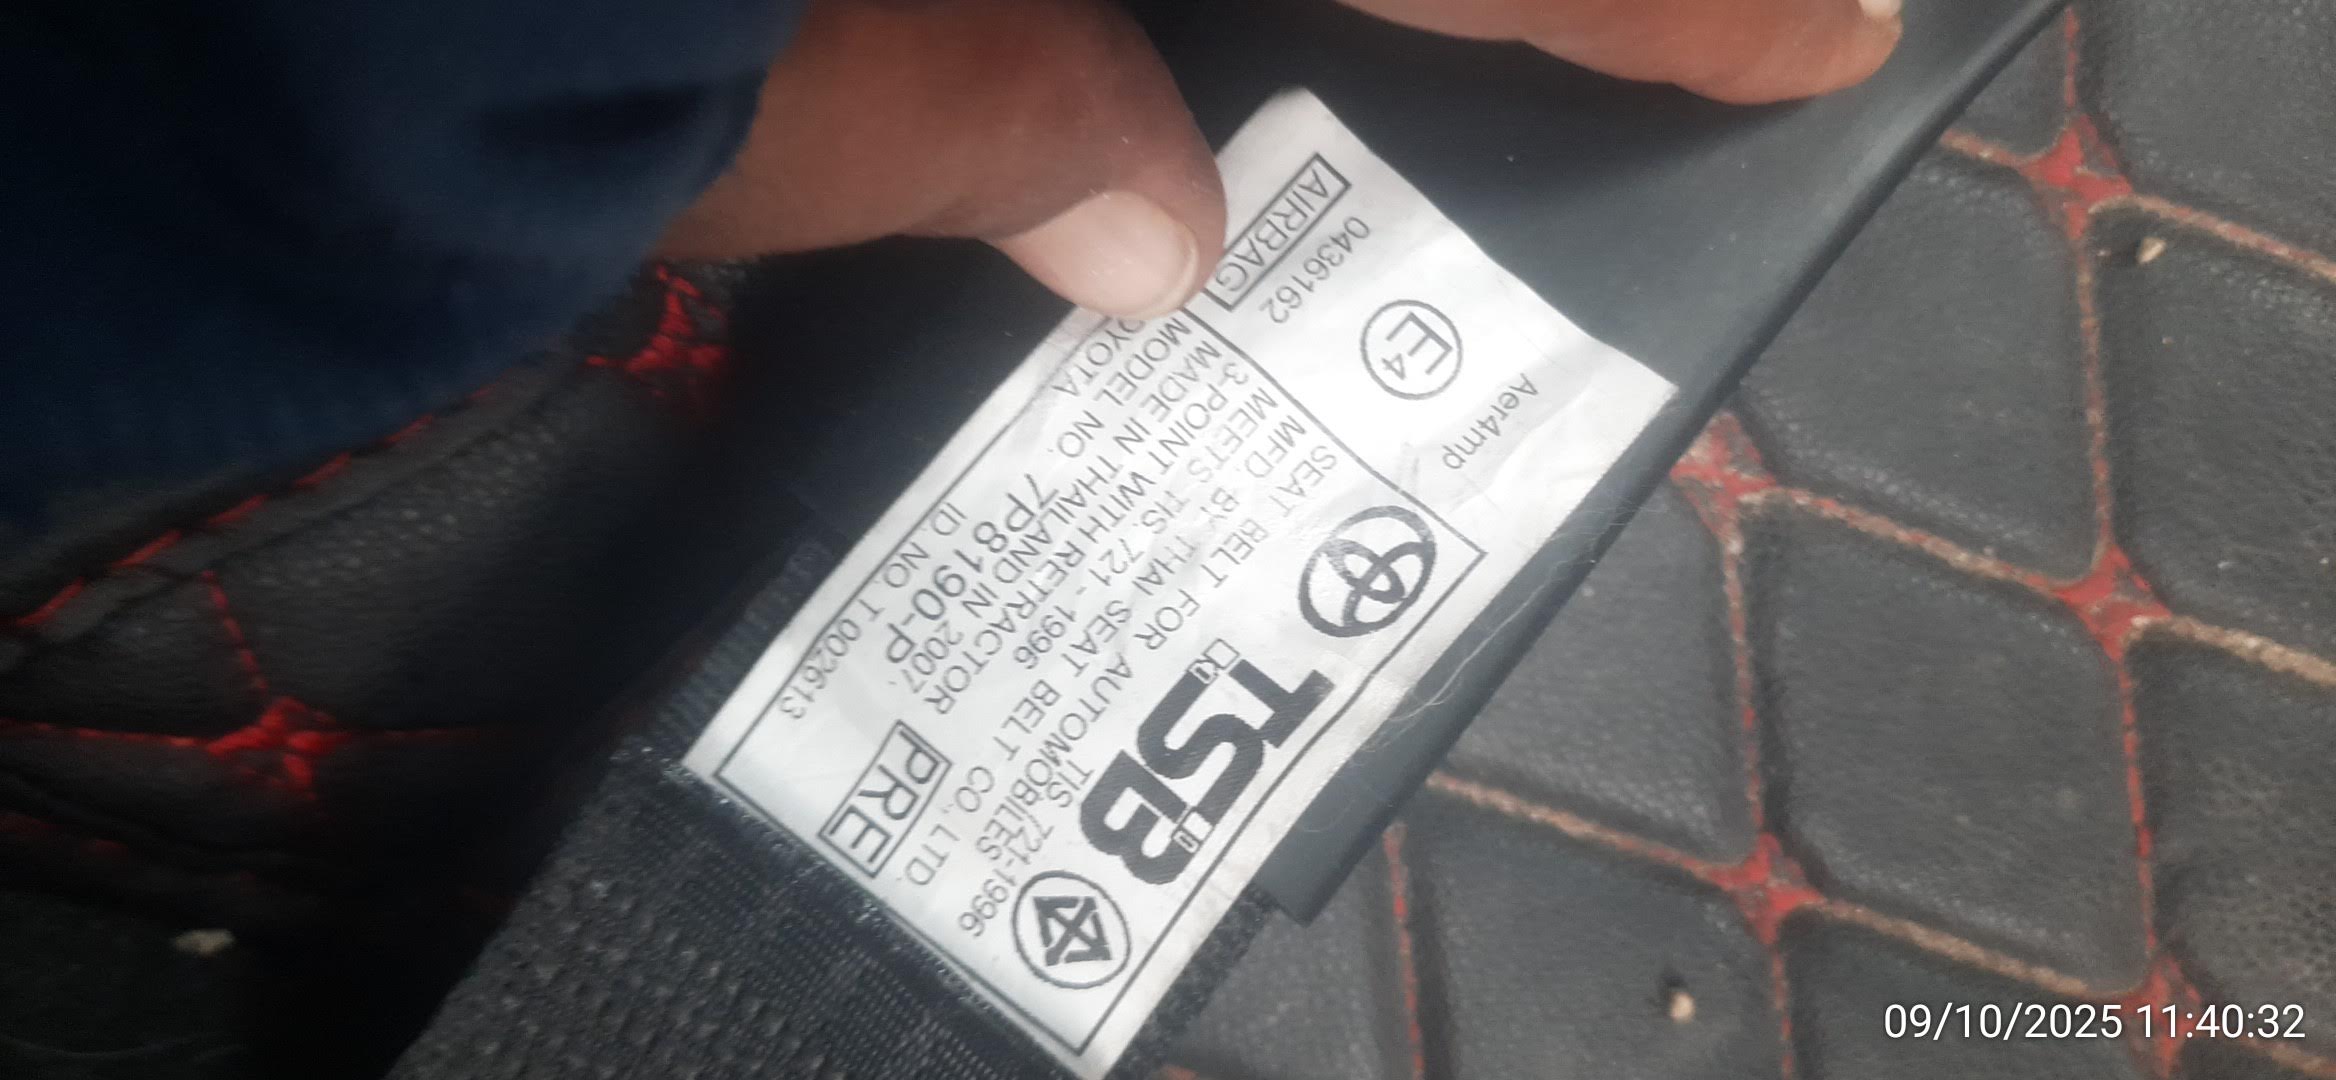 AIRBAG
0436162
E4
Aer4mp
TSB
TIS. 721-1996
SEAT BELT FOR AUTOMOBILES
MFD. BY THAI SEAT BELT CO., LTD.
MEETS TIS. 721 - 1996
3-POINT WITH RETRACTOR
MADE IN THAILAND IN 2007,
MODEL NO. 7P8190-P
PRE
OYOTA ID. NO. T 002613
09/10/2025 11:40:32